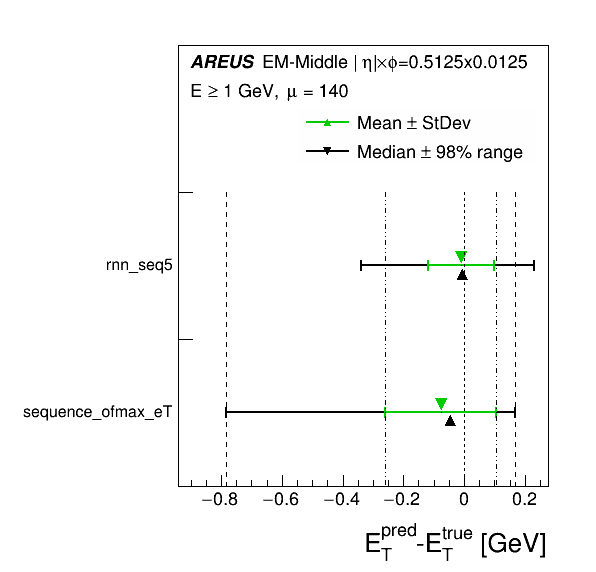 AREUS EM-Middle |η|×φ=0.5125x0.0125
E ≥ 1 GeV, μ = 140
Mean ± StDev
Median ± 98% range
rnn_seq5
sequence_ofmax_eT
−0.8 −0.6 −0.4 −0.2 0 0.2
E_T^pred-E_T^true [GeV]